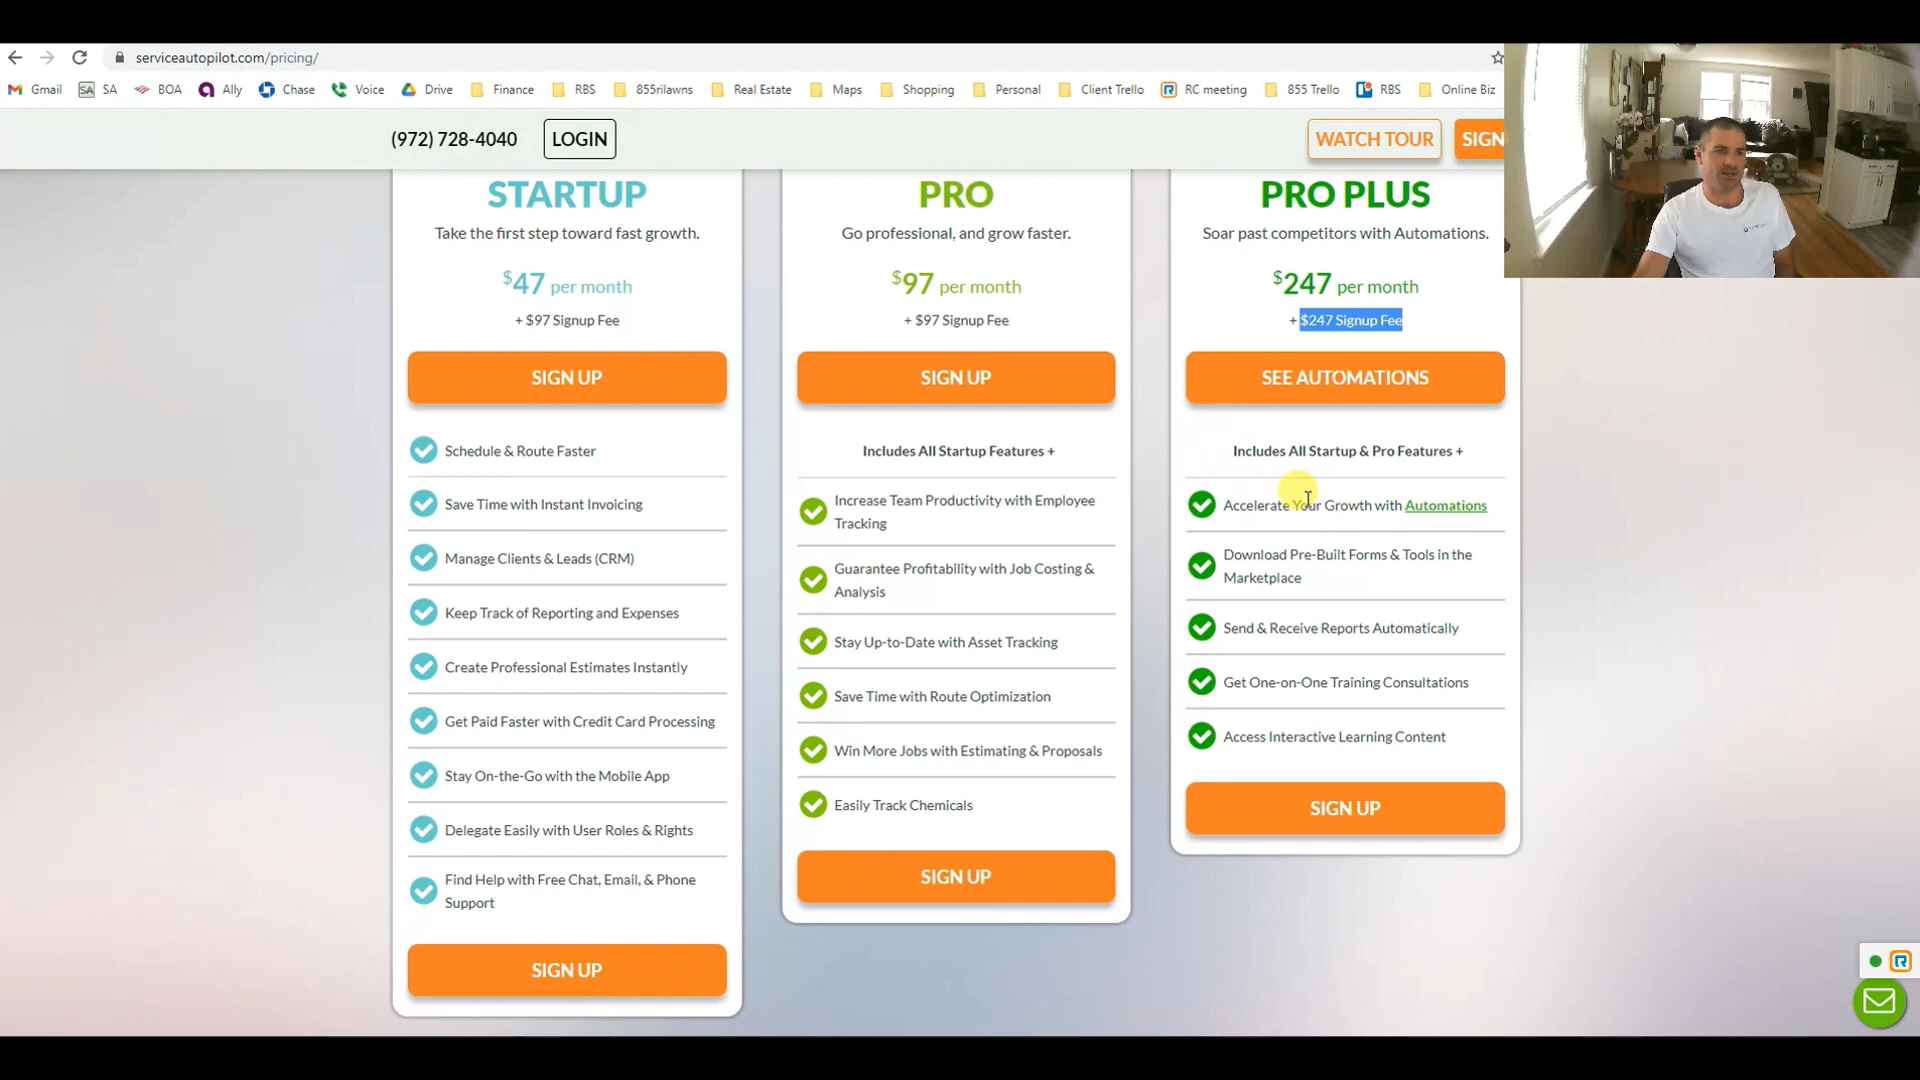 serviceautopilot.com/pricing/
Gmail SA SA BOA Ally Chase Voice Drive Finance RBS 855rilawns Real Estate Maps Shopping Personal Client Trello RC meeting 855 Trello RBS Online Biz
(972) 728-4040 LOGIN WATCH TOUR SIGN
STARTUP
Take the first step toward fast growth.
$47 per month
+ $97 Signup Fee
SIGN UP
Schedule & Route Faster
Save Time with Instant Invoicing
Manage Clients & Leads (CRM)
Keep Track of Reporting and Expenses
Create Professional Estimates Instantly
Get Paid Faster with Credit Card Processing
Stay On-the-Go with the Mobile App
Delegate Easily with User Roles & Rights
Find Help with Free Chat, Email, & Phone
Support
SIGN UP
PRO
Go professional, and grow faster.
$97 per month
+ $97 Signup Fee
SIGN UP
Includes All Startup Features +
Increase Team Productivity with Employee
Tracking
Guarantee Profitability with Job Costing &
Analysis
Stay Up-to-Date with Asset Tracking
Save Time with Route Optimization
Win More Jobs with Estimating & Proposals
Easily Track Chemicals
SIGN UP
PRO PLUS
Soar past competitors with Automations.
$247 per month
+ $247 Signup Fee
SEE AUTOMATIONS
Includes All Startup & Pro Features +
Accelerate Your Growth with Automations
Download Pre-Built Forms & Tools in the
Marketplace
Send & Receive Reports Automatically
Get One-on-One Training Consultations
Access Interactive Learning Content
SIGN UP